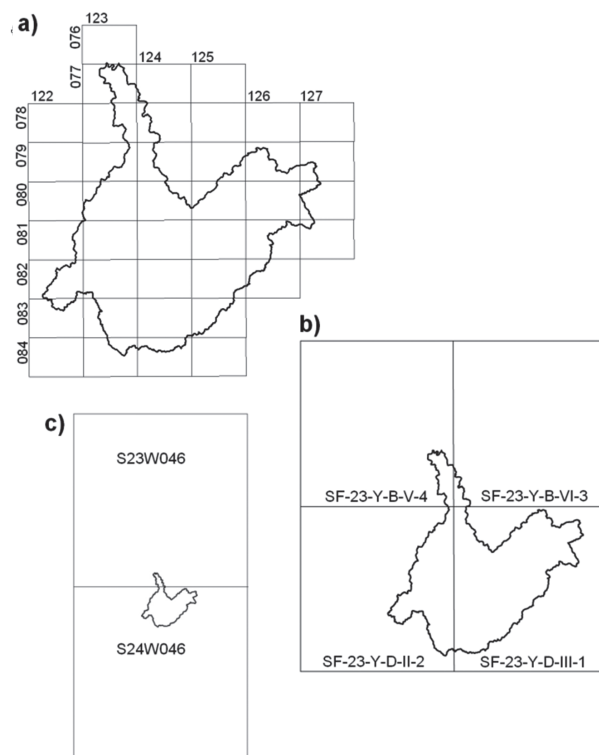 a)
123
076
124
125
077
122
126
127
078
079
080
081
082
083
084
b)
SF-23-Y-B-V-4
SF-23-Y-B-VI-3
SF-23-Y-D-II-2
SF-23-Y-D-III-1
c)
S23W046
S24W046